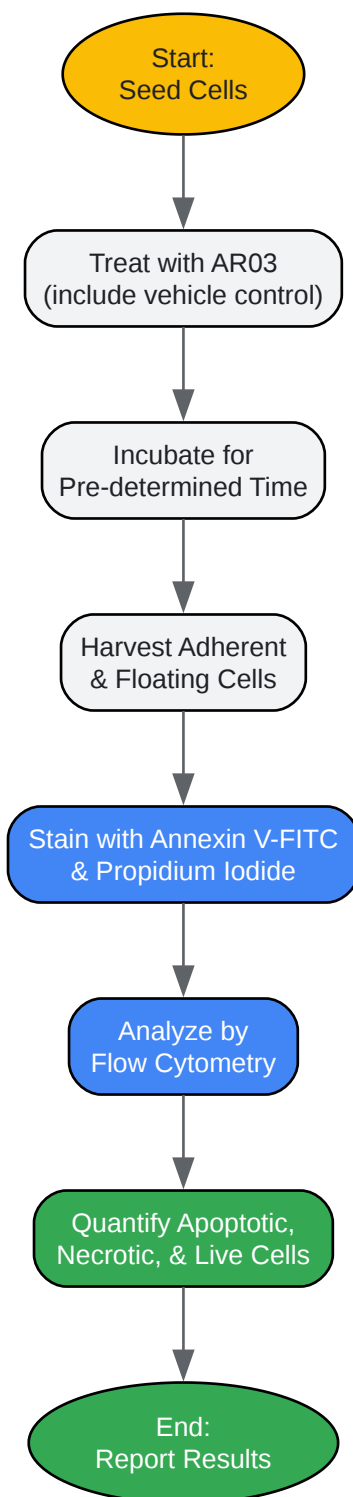 Start:
Seed Cells
Treat with AR03
(include vehicle control)
Incubate for
Pre-determined Time
Harvest Adherent
& Floating Cells
Stain with Annexin V-FITC
& Propidium Iodide
Analyze by
Flow Cytometry
Quantify Apoptotic,
Necrotic, & Live Cells
End:
Report Results